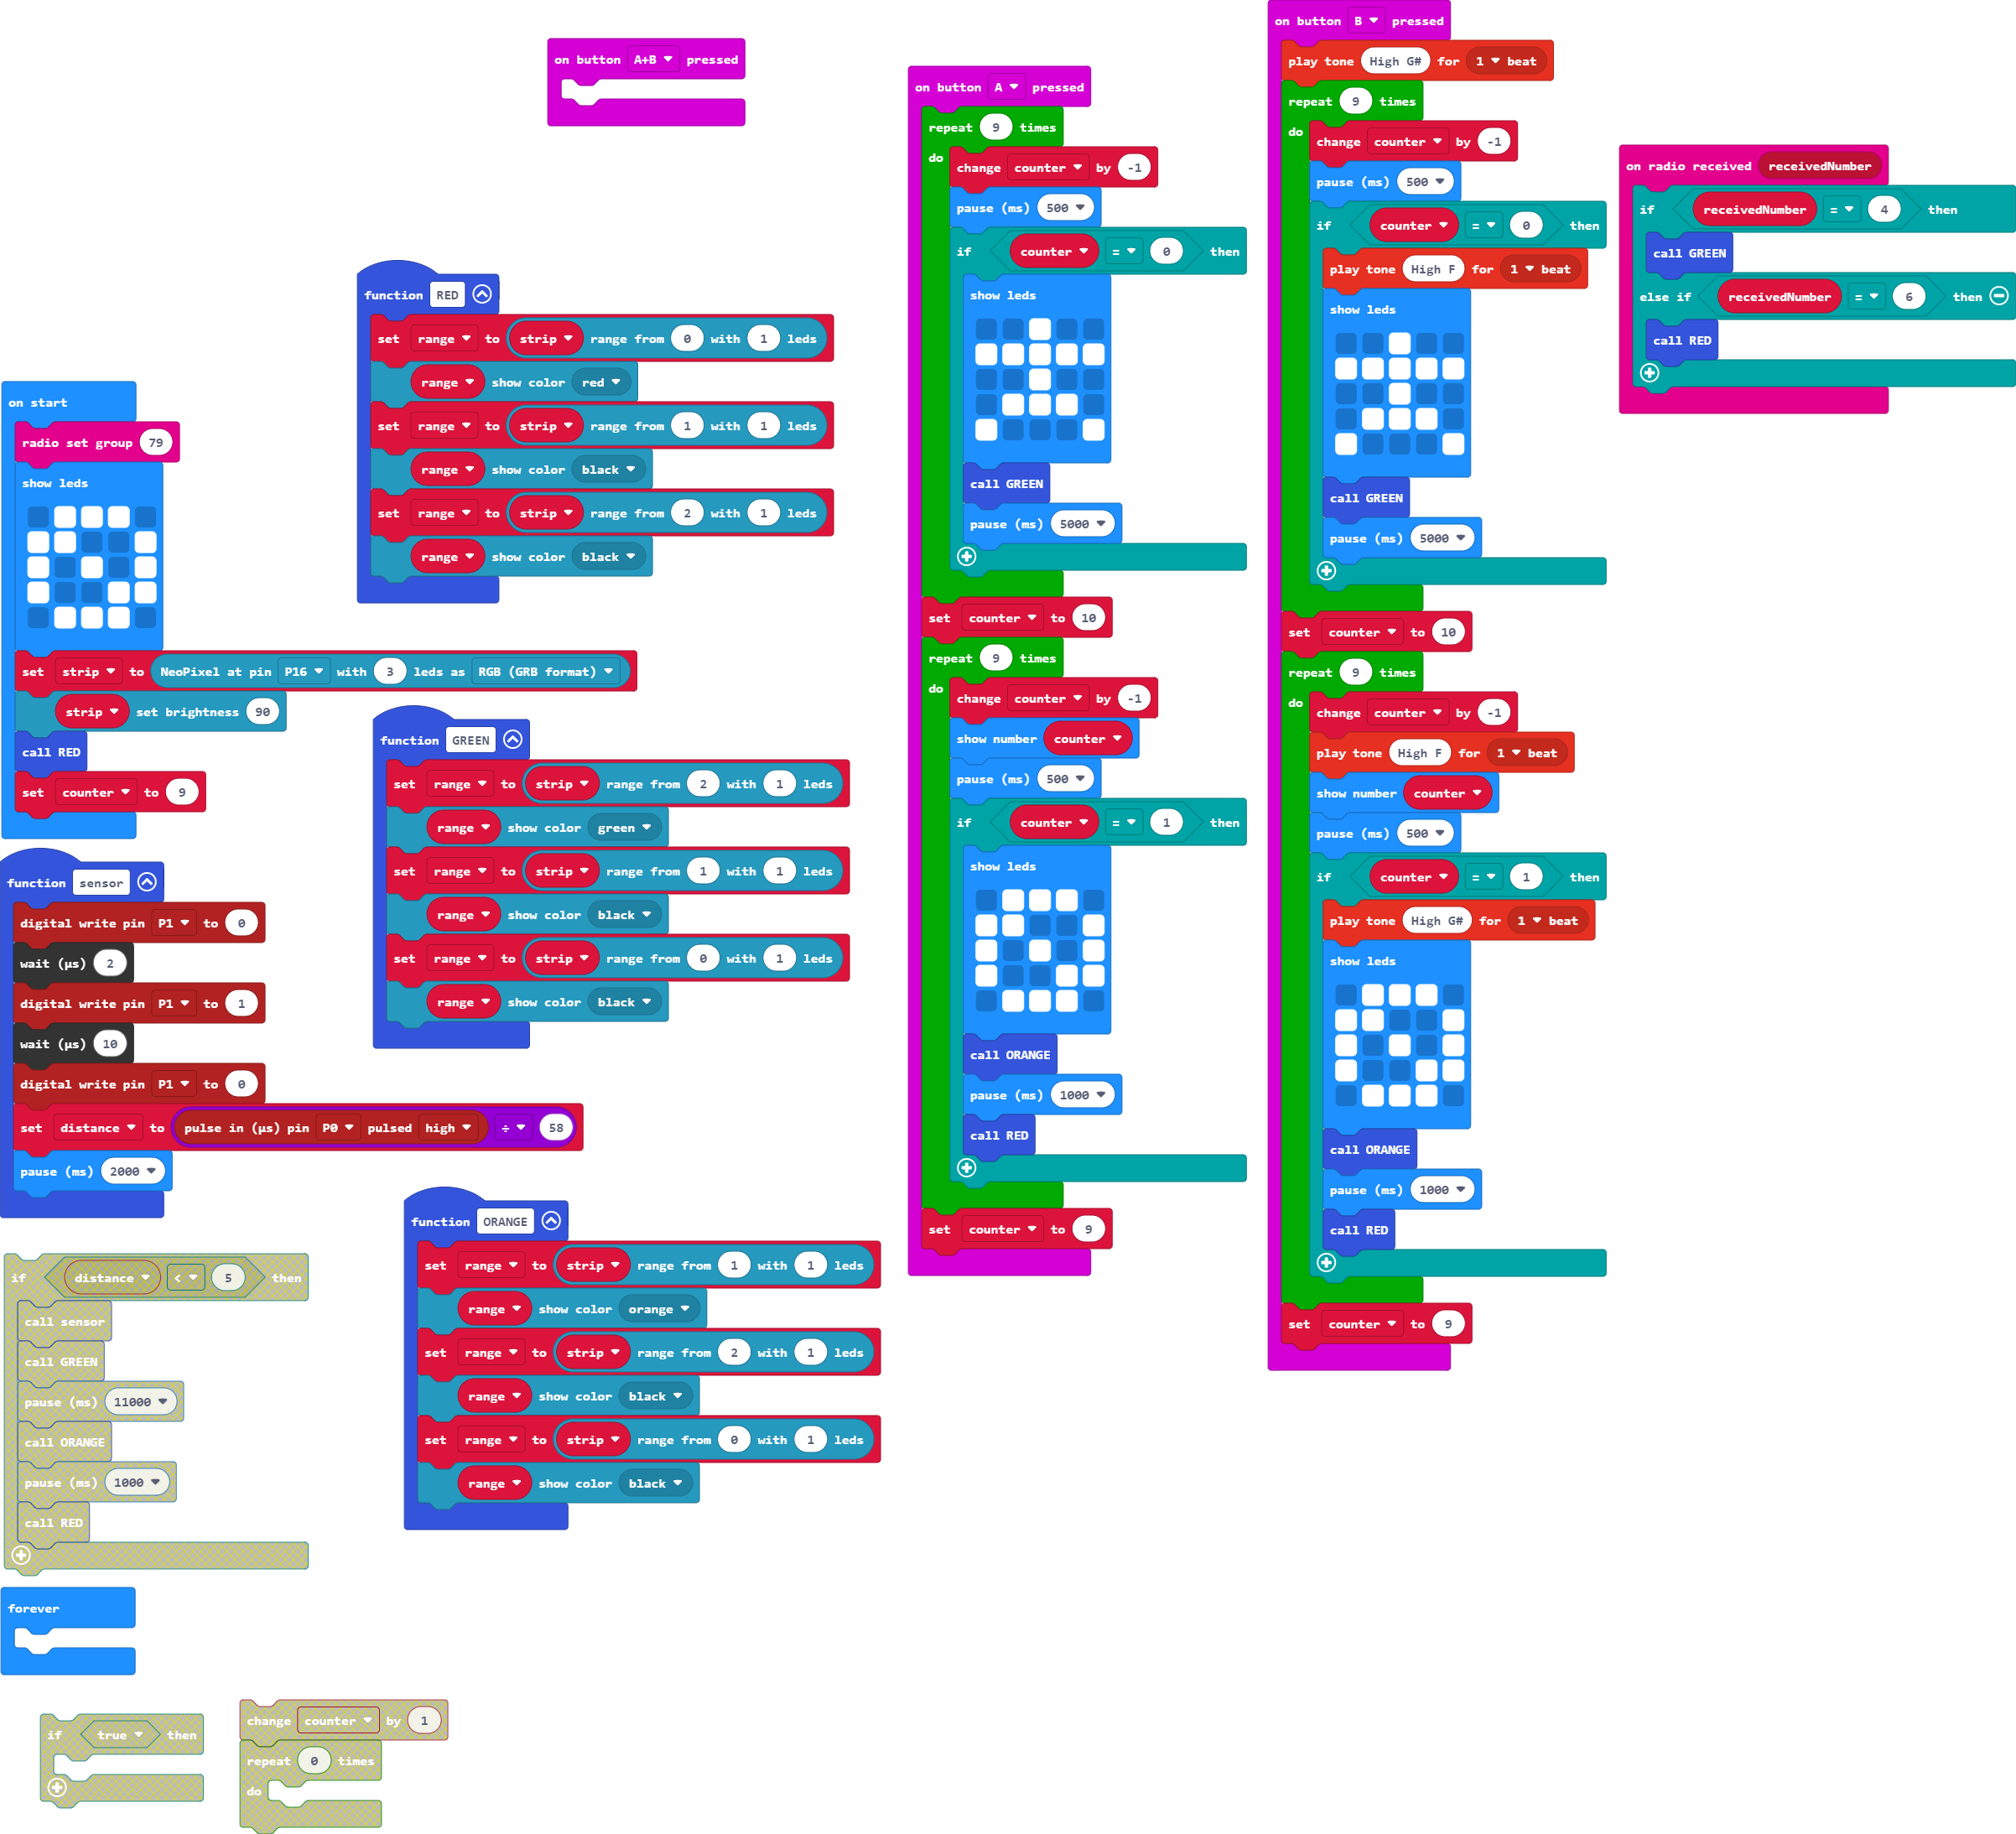 on button A+B pressed
on start
radio set group 79
show leds
set strip to NeoPixel at pin P16 with 3 leds as RGB (GRB format)
strip set brightness 90
call RED
set counter to 9
function sensor
digital write pin P1 to 0
wait (µs) 2
digital write pin P1 to 1
wait (µs) 10
digital write pin P1 to 0
set distance to pulse in (µs) pin P0 pulsed high ÷ 58
pause (ms) 2000
if distance < 5 then
call sensor
call GREEN
pause (ms) 11000
call ORANGE
pause (ms) 1000
call RED
forever
if true then
change counter by 1
repeat 0 times
do
function RED
set range to strip range from 0 with 1 leds
range show color red
set range to strip range from 1 with 1 leds
range show color black
set range to strip range from 2 with 1 leds
range show color black
function GREEN
set range to strip range from 2 with 1 leds
range show color green
set range to strip range from 1 with 1 leds
range show color black
set range to strip range from 0 with 1 leds
range show color black
function ORANGE
set range to strip range from 1 with 1 leds
range show color orange
set range to strip range from 2 with 1 leds
range show color black
set range to strip range from 0 with 1 leds
range show color black
on button A pressed
repeat 9 times
do
change counter by -1
pause (ms) 500
if counter = 0 then
show leds
call GREEN
pause (ms) 5000
set counter to 10
repeat 9 times
do
change counter by -1
show number counter
pause (ms) 500
if counter = 1 then
show leds
call ORANGE
pause (ms) 1000
call RED
set counter to 9
on button B pressed
play tone High G# for 1 beat
repeat 9 times
do
change counter by -1
pause (ms) 500
if counter = 0 then
play tone High F for 1 beat
show leds
call GREEN
pause (ms) 5000
set counter to 10
repeat 9 times
do
change counter by -1
play tone High F for 1 beat
show number counter
pause (ms) 500
if counter = 1 then
play tone High G# for 1 beat
show leds
call ORANGE
pause (ms) 1000
call RED
set counter to 9
on radio received receivedNumber
if receivedNumber = 4 then
call GREEN
else if receivedNumber = 6 then
call RED